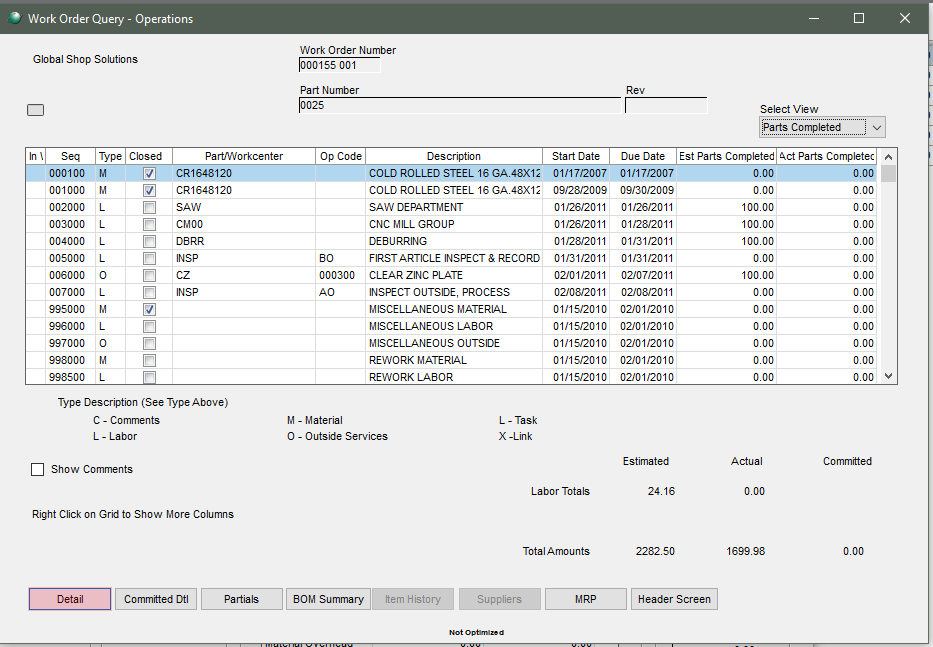 Work Order Query - Operations
Global Shop Solutions
Work Order Number
000155 001
Part Number Rev
0025
Select View
Parts Completed
In \ Seq Type Closed Part/Workcenter Op Code Description Start Date Due Date Est Parts Completed Act Parts Completed
000100 M CR1648120 COLD ROLLED STEEL 16 GA.48X12 01/17/2007 01/17/2007 0.00 0.00
001000 M CR1648120 COLD ROLLED STEEL 16 GA.48X12 09/28/2009 09/30/2009 0.00 0.00
002000 L SAW SAW DEPARTMENT 01/26/2011 01/26/2011 100.00 0.00
003000 L CM00 CNC MILL GROUP 01/26/2011 01/28/2011 100.00 0.00
004000 L DBRR DEBURRING 01/28/2011 01/31/2011 100.00 0.00
005000 L INSP BO FIRST ARTICLE INSPECT & RECORD 01/31/2011 01/31/2011 0.00 0.00
006000 O CZ 000300 CLEAR ZINC PLATE 02/01/2011 02/07/2011 100.00 0.00
007000 L INSP AO INSPECT OUTSIDE, PROCESS 02/08/2011 02/08/2011 0.00 0.00
995000 M MISCELLANEOUS MATERIAL 01/15/2010 02/01/2010 0.00 0.00
996000 L MISCELLANEOUS LABOR 01/15/2010 02/01/2010 0.00 0.00
997000 O MISCELLANEOUS OUTSIDE 01/15/2010 02/01/2010 0.00 0.00
998000 M REWORK MATERIAL 01/15/2010 02/01/2010 0.00 0.00
998500 L REWORK LABOR 01/15/2010 02/01/2010 0.00 0.00
Type Description (See Type Above)
C - Comments M - Material L - Task
L - Labor O - Outside Services X -Link
Show Comments
Estimated Actual Committed
Labor Totals 24.16 0.00
Right Click on Grid to Show More Columns
Total Amounts 2282.50 1699.98 0.00
Detail Committed Dtl Partials BOM Summary Item History Suppliers MRP Header Screen
Not Optimized
Material Overhead 0.00 0.00